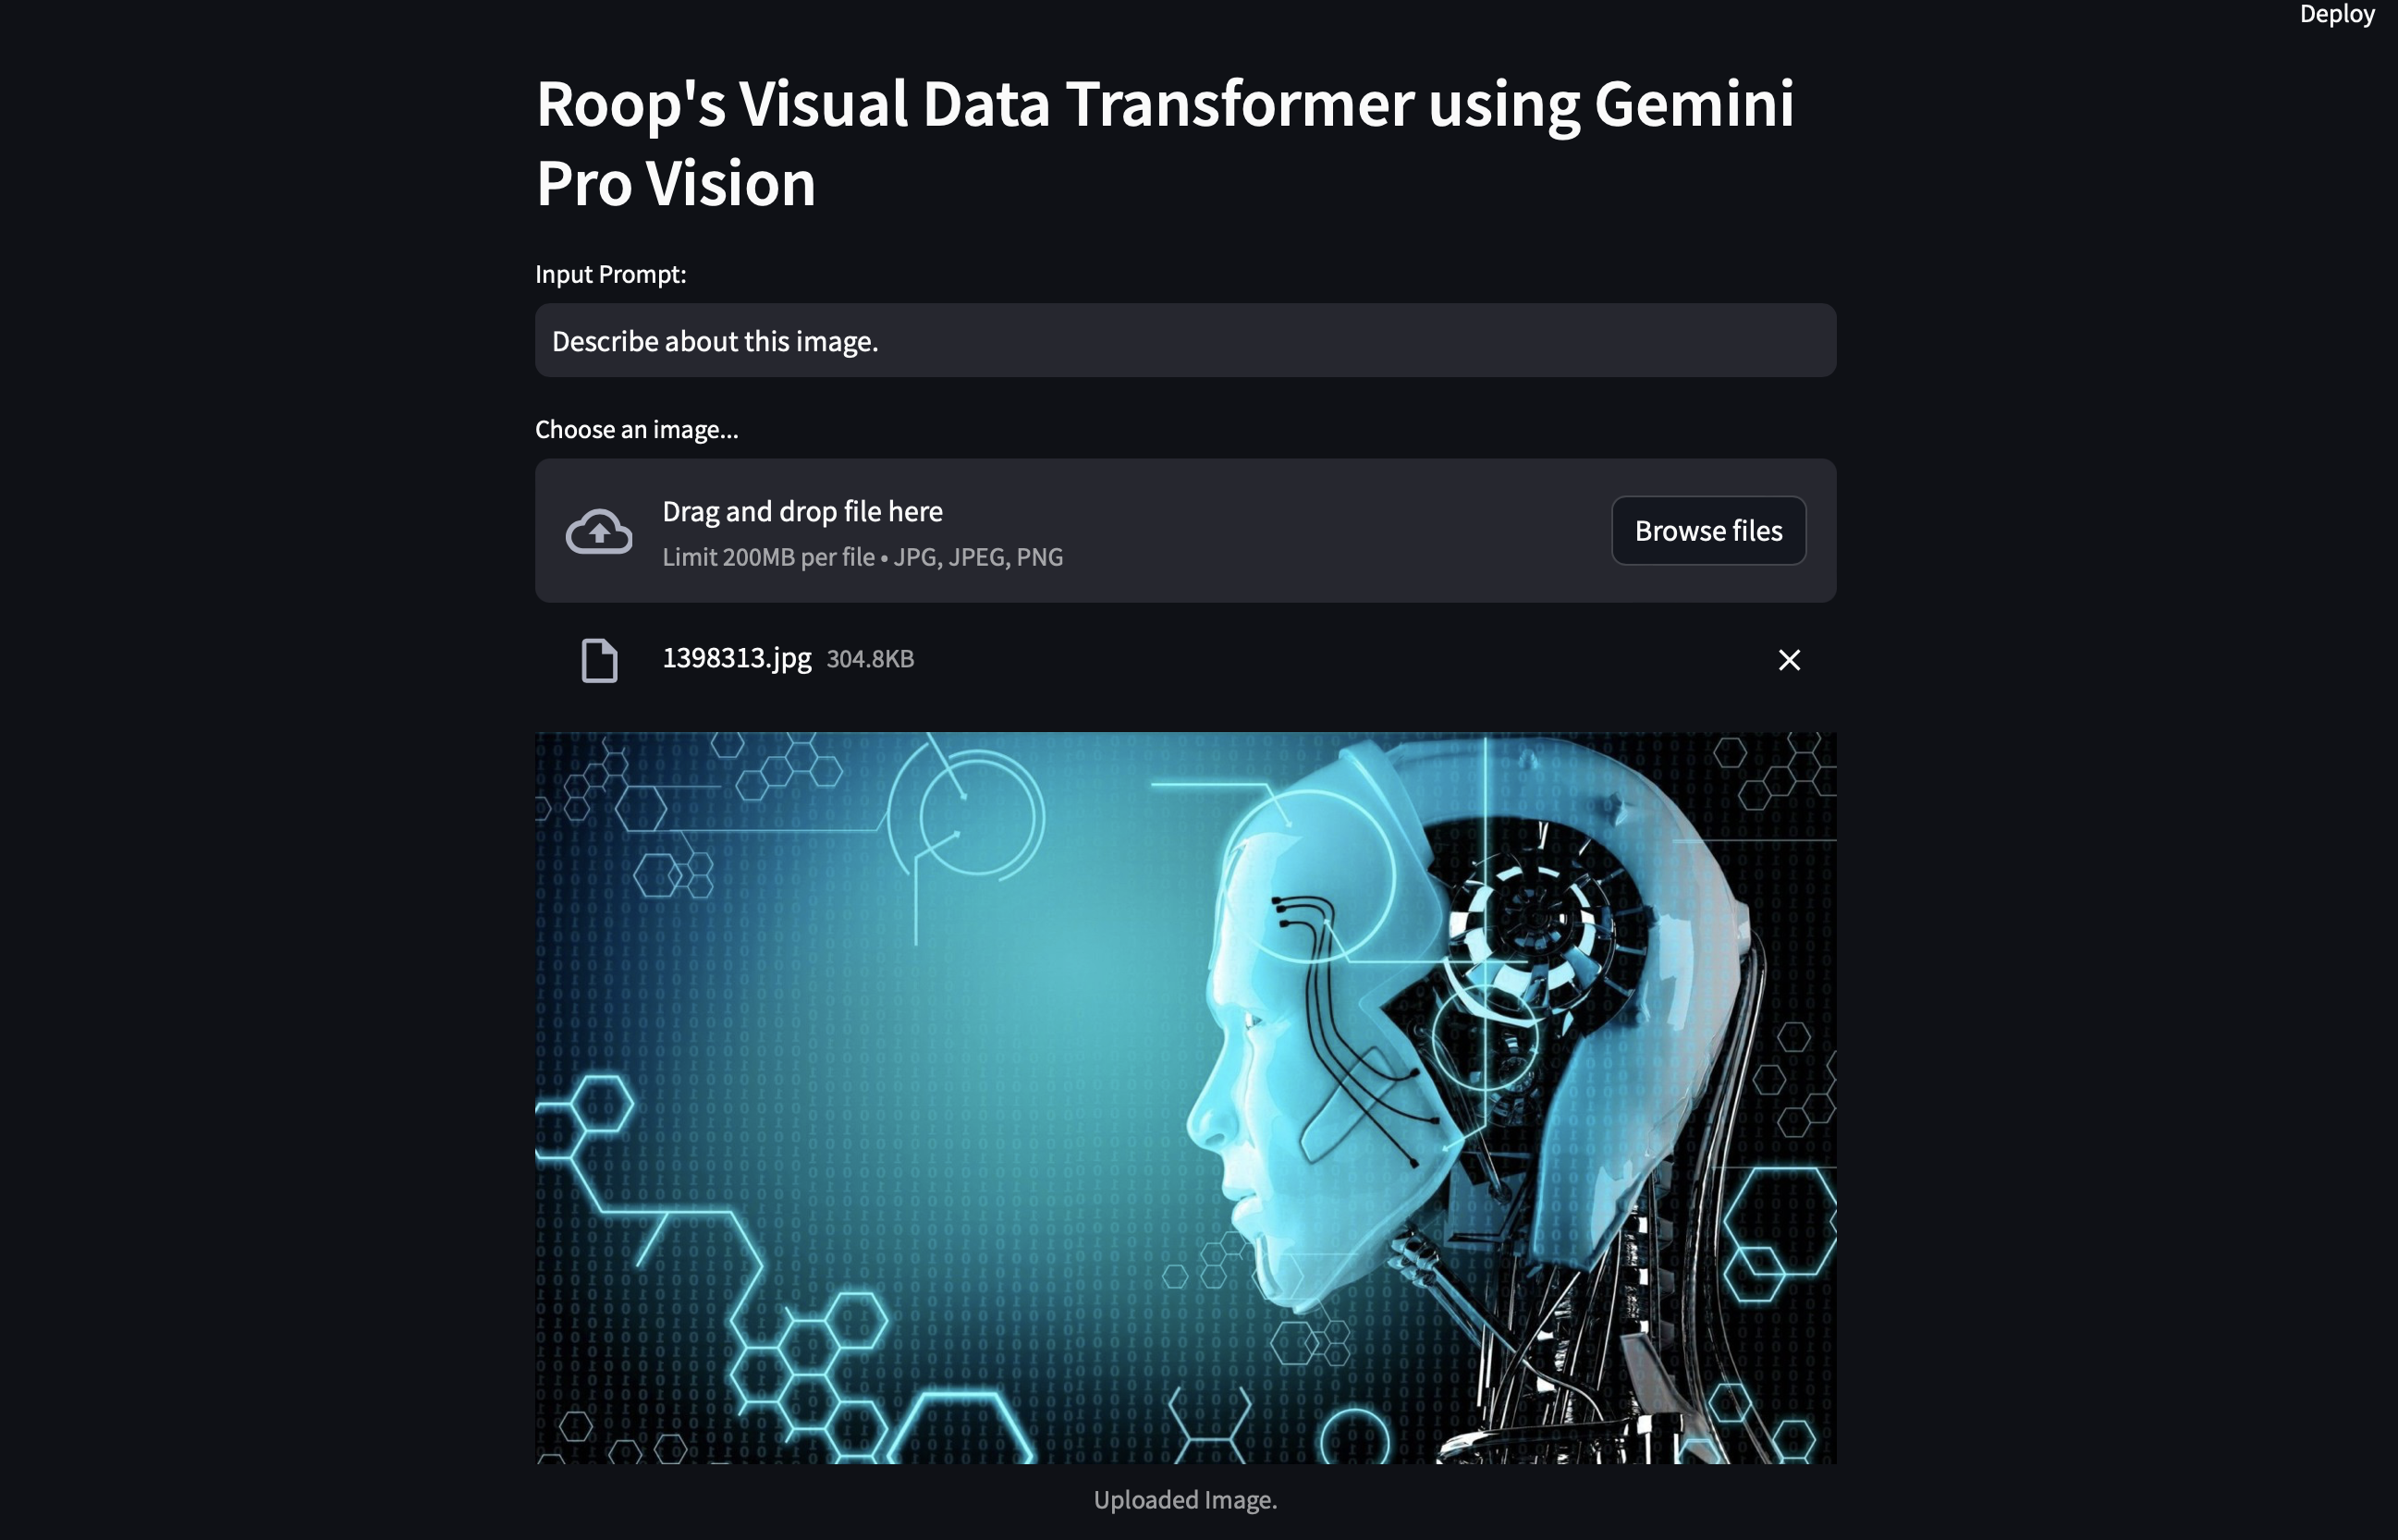 Deploy
Roop's Visual Data Transformer using Gemini
Pro Vision
Input Prompt:
Describe about this image.
Choose an image...
Drag and drop file here
Limit 200MB per file • JPG, JPEG, PNG
Browse files
1398313.jpg 304.8KB
Uploaded Image.